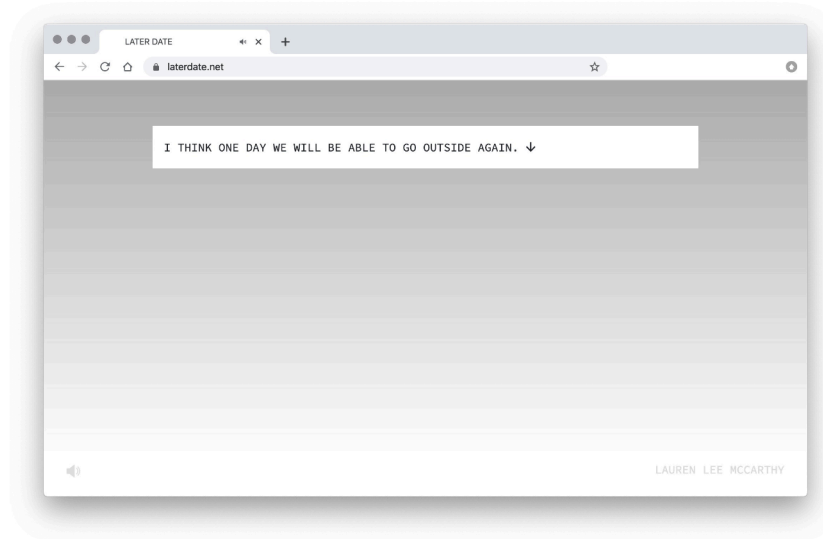 LATER DATE
laterdate.net
I THINK ONE DAY WE WILL BE ABLE TO GO OUTSIDE AGAIN. ↓
LAUREN LEE MCCARTHY